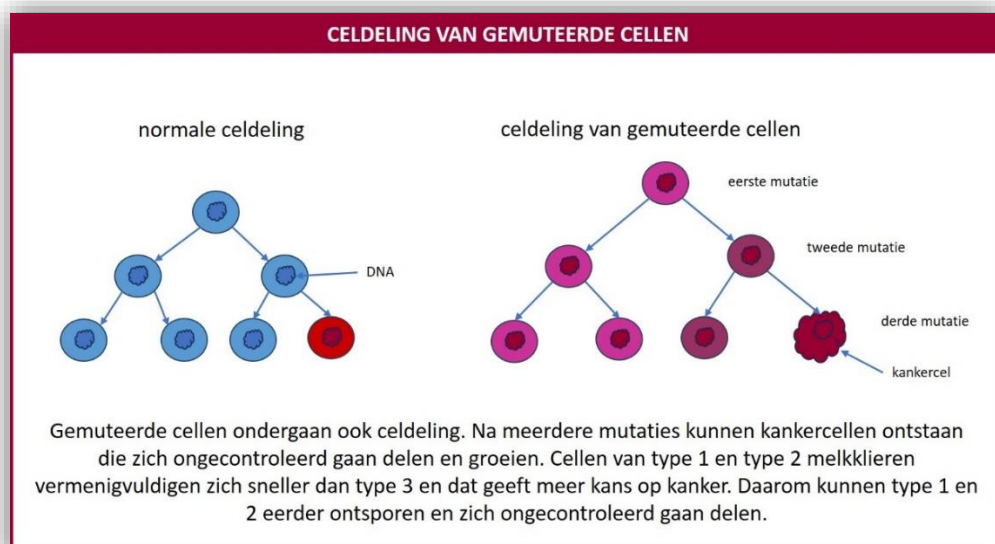 CELDELING VAN GEMUTEERDE CELLEN
normale celdeling
celdeling van gemuteerde cellen
eerste mutatie
tweede mutatie
DNA
derde mutatie
kankercel
Gemuteerde cellen ondergaan ook celdeling. Na meerdere mutaties kunnen kankercellen ontstaan
die zich ongecontroleerd gaan delen en groeien. Cellen van type 1 en type 2 melkklieren
vermenigvuldigen zich sneller dan type 3 en dat geeft meer kans op kanker. Daarom kunnen type 1 en
2 eerder ontsporen en zich ongecontroleerd gaan delen.